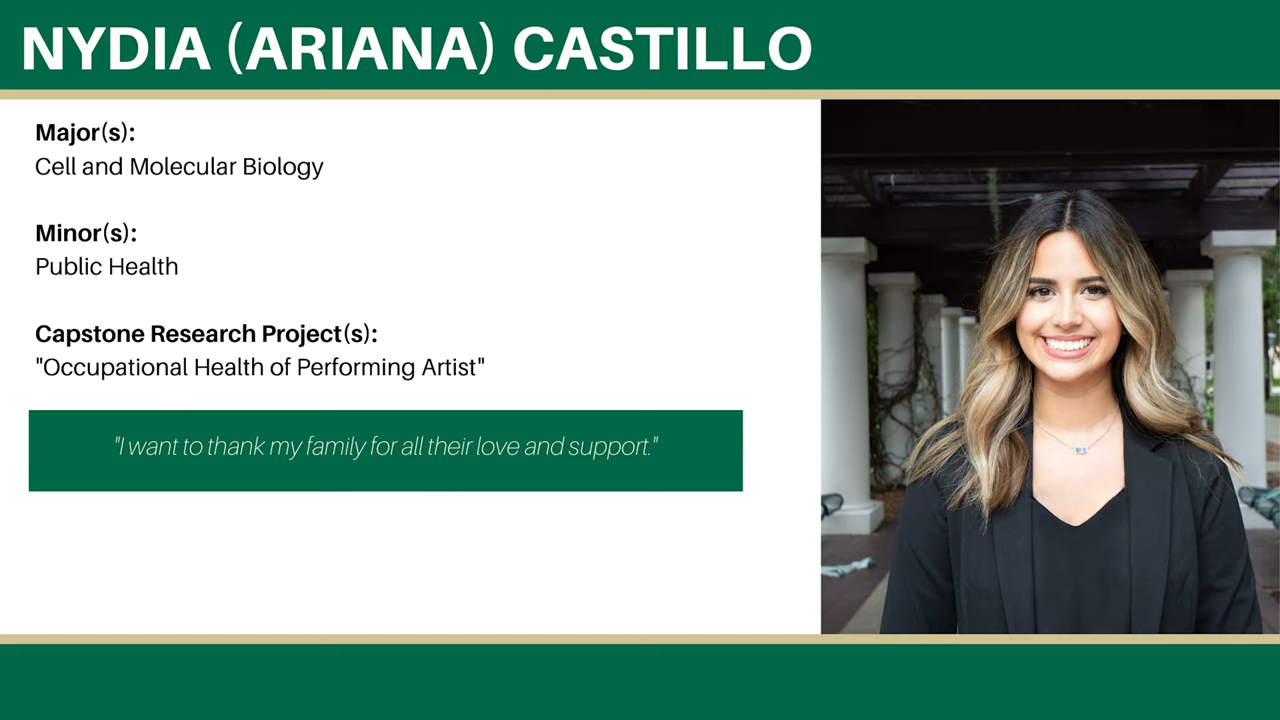 NYDIA (ARIANA) CASTILLO
Major(s):
Cell and Molecular Biology
Minor(s):
Public Health
Capstone Research Project(s):
"Occupational Health of Performing Artist"
"I want to thank my family for all their love and support."